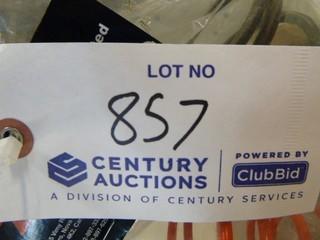 LOT NO
857
CENTURY AUCTIONS
POWERED BY
ClubBid
A DIVISION OF CENTURY SERVICES